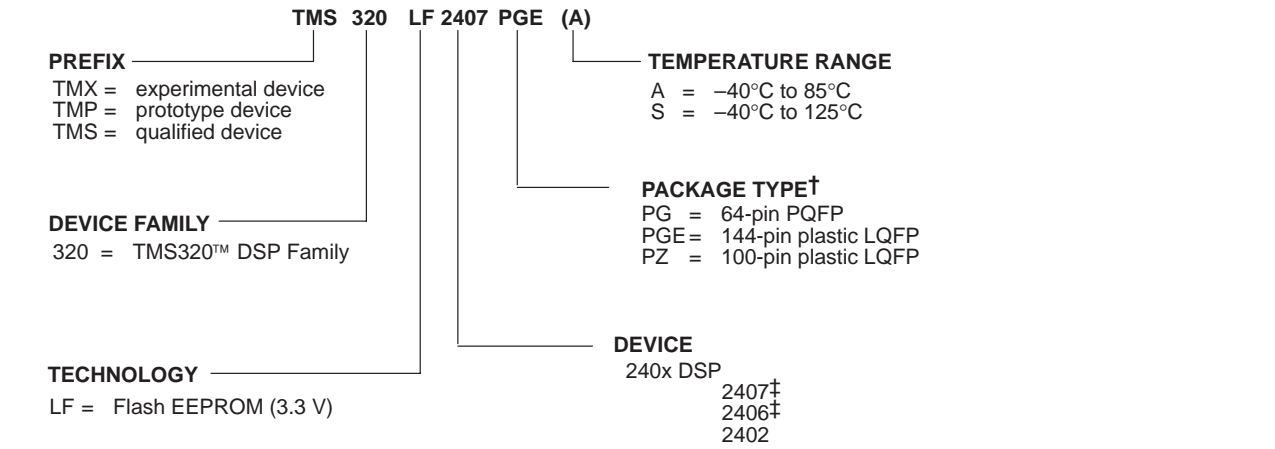 TMS 320 LF 2407 PGE (A)
PREFIX
TMX = experimental device
TMP = prototype device
TMS = qualified device
TEMPERATURE RANGE
A = –40°C to 85°C
S = –40°C to 125°C
PACKAGE TYPE†
PG = 64-pin PQFP
PGE = 144-pin plastic LQFP
PZ = 100-pin plastic LQFP
DEVICE FAMILY
320 = TMS320™ DSP Family
DEVICE
240x DSP
2407‡
2406‡
2402
TECHNOLOGY
LF = Flash EEPROM (3.3 V)